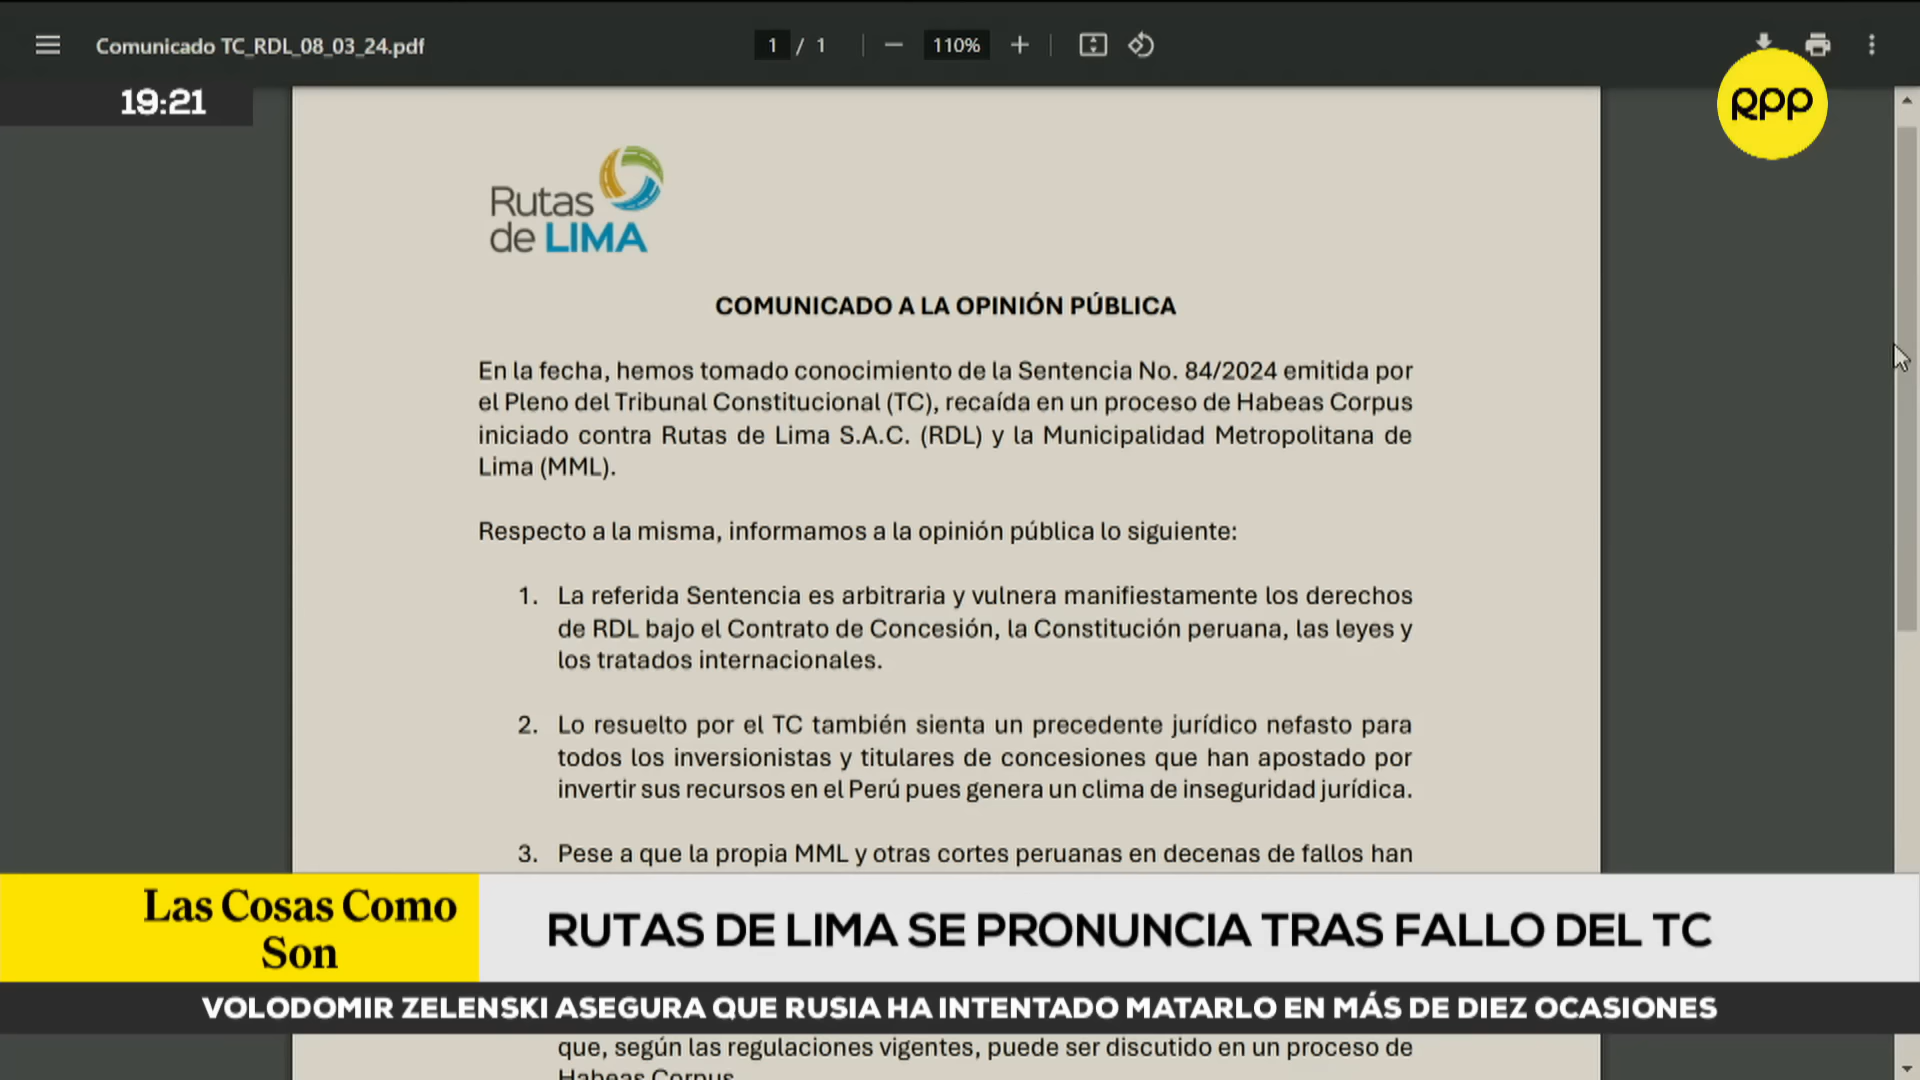 Comunicado TC_RDL_08_03_24.pdf
1 / 1
110%
19:21
rpp
Rutas
de LIMA
COMUNICADO A LA OPINIÓN PÚBLICA
En la fecha, hemos tomado conocimiento de la Sentencia No. 84/2024 emitida por
el Pleno del Tribunal Constitucional (TC), recaída en un proceso de Habeas Corpus
iniciado contra Rutas de Lima S.A.C. (RDL) y la Municipalidad Metropolitana de
Lima (MML).
Respecto a la misma, informamos a la opinión pública lo siguiente:
1. La referida Sentencia es arbitraria y vulnera manifiestamente los derechos
de RDL bajo el Contrato de Concesión, la Constitución peruana, las leyes y
los tratados internacionales.
2. Lo resuelto por el TC también sienta un precedente jurídico nefasto para
todos los inversionistas y titulares de concesiones que han apostado por
invertir sus recursos en el Perú pues genera un clima de inseguridad jurídica.
3. Pese a que la propia MML y otras cortes peruanas en decenas de fallos han
Las Cosas Como
Son
RUTAS DE LIMA SE PRONUNCIA TRAS FALLO DEL TC
VOLODOMIR ZELENSKI ASEGURA QUE RUSIA HA INTENTADO MATARLO EN MÁS DE DIEZ OCASIONES
que, según las regulaciones vigentes, puede ser discutido en un proceso de
Habeas Corpus.